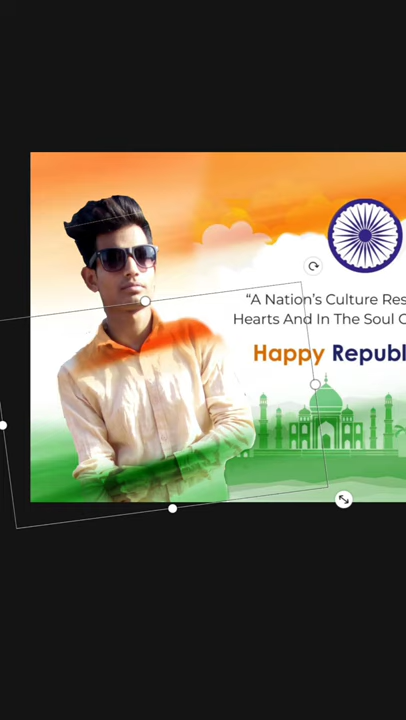 “A Nation's Culture Res
Hearts And In The Soul
Happy Republ